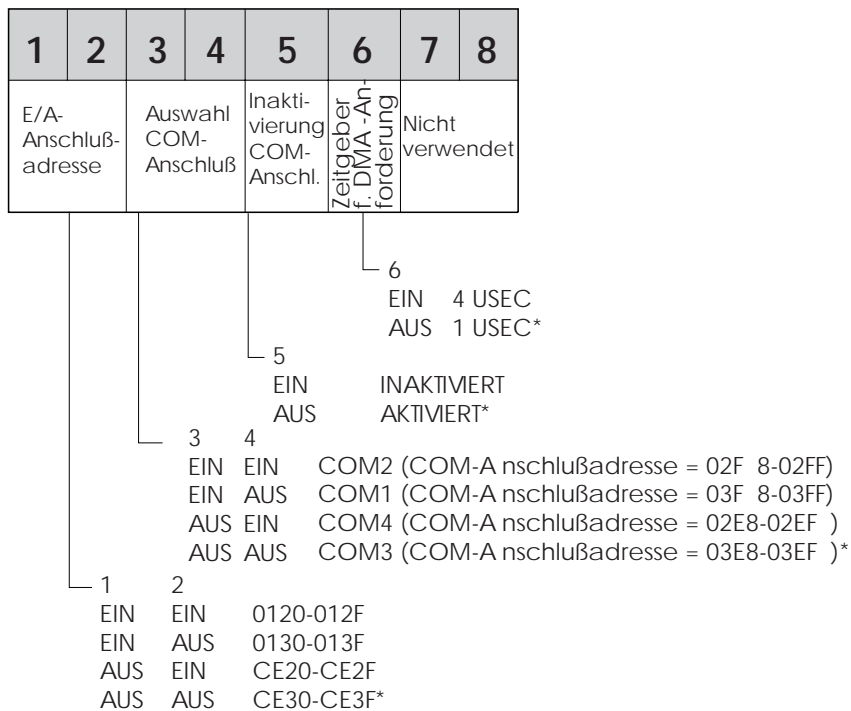 1 2 3 4 5 6 7 8
E/A-
Anschluß-
adresse
Auswahl
COM-
Anschluß
Inakti-
vierung
COM-
Anschl.
Zeitgeber
f. DMA -An-
forderung
Nicht
verwendet
6
EIN 4 USEC
AUS 1 USEC*
5
EIN INAKTIVIERT
AUS AKTIVIERT*
3 4
EIN EIN COM2 (COM-A nschlußadresse = 02F 8-02FF)
EIN AUS COM1 (COM-A nschlußadresse = 03F 8-03FF)
AUS EIN COM4 (COM-A nschlußadresse = 02E8-02EF )
AUS AUS COM3 (COM-A nschlußadresse = 03E8-03EF )*
1 2
EIN EIN 0120-012F
EIN AUS 0130-013F
AUS EIN CE20-CE2F
AUS AUS CE30-CE3F*